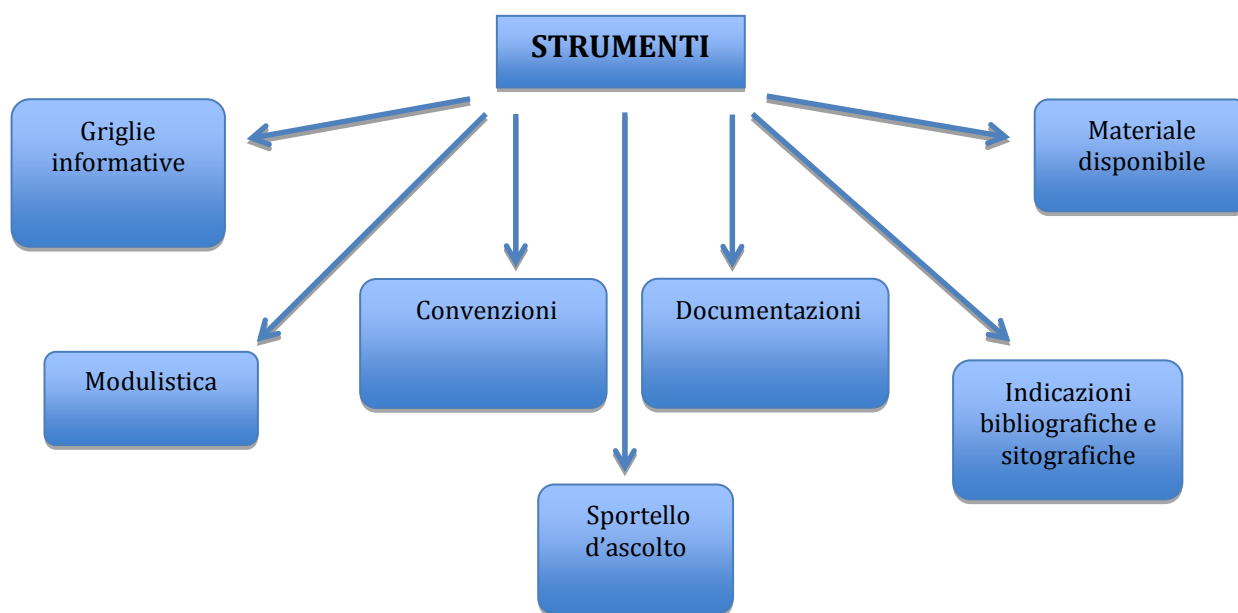 STRUMENTI
Griglie
informative
Materiale
disponibile
Convenzioni
Documentazioni
Modulistica
Indicazioni
bibliografiche e
sitografiche
Sportello
d’ascolto